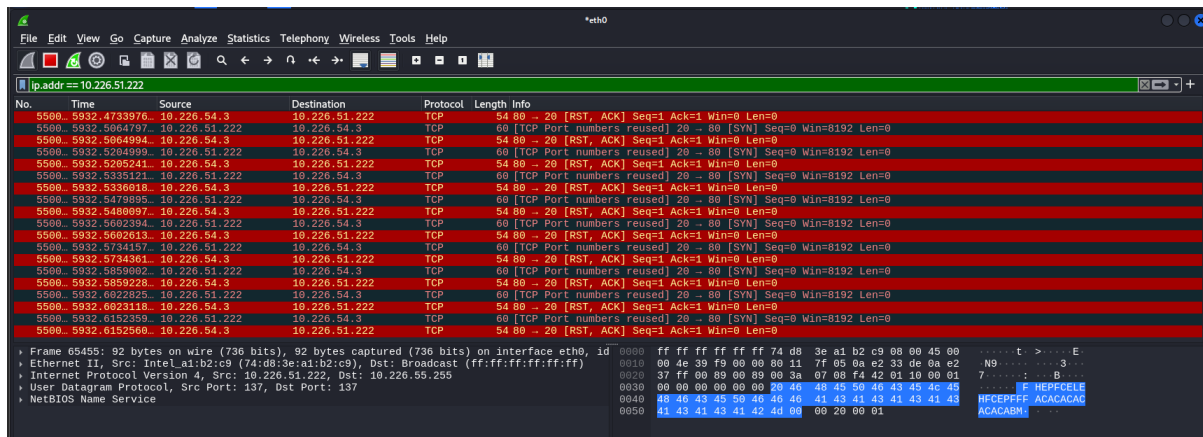 *eth0
File Edit View Go Capture Analyze Statistics Telephony Wireless Tools Help
ip.addr == 10.226.51.222
No. Time Source Destination Protocol Length Info
5500… 5932.4733976… 10.226.54.3 10.226.51.222 TCP 54 80 → 20 [RST, ACK] Seq=1 Ack=1 Win=0 Len=0
5500… 5932.5064797… 10.226.51.222 10.226.54.3 TCP 60 [TCP Port numbers reused] 20 → 80 [SYN] Seq=0 Win=8192 Len=0
5500… 5932.5064994… 10.226.54.3 10.226.51.222 TCP 54 80 → 20 [RST, ACK] Seq=1 Ack=1 Win=0 Len=0
5500… 5932.5204999… 10.226.51.222 10.226.54.3 TCP 60 [TCP Port numbers reused] 20 → 80 [SYN] Seq=0 Win=8192 Len=0
5500… 5932.5205241… 10.226.54.3 10.226.51.222 TCP 54 80 → 20 [RST, ACK] Seq=1 Ack=1 Win=0 Len=0
5500… 5932.5335121… 10.226.51.222 10.226.54.3 TCP 60 [TCP Port numbers reused] 20 → 80 [SYN] Seq=0 Win=8192 Len=0
5500… 5932.5336018… 10.226.54.3 10.226.51.222 TCP 54 80 → 20 [RST, ACK] Seq=1 Ack=1 Win=0 Len=0
5500… 5932.5479895… 10.226.51.222 10.226.54.3 TCP 60 [TCP Port numbers reused] 20 → 80 [SYN] Seq=0 Win=8192 Len=0
5500… 5932.5480097… 10.226.54.3 10.226.51.222 TCP 54 80 → 20 [RST, ACK] Seq=1 Ack=1 Win=0 Len=0
5500… 5932.5602394… 10.226.51.222 10.226.54.3 TCP 60 [TCP Port numbers reused] 20 → 80 [SYN] Seq=0 Win=8192 Len=0
5500… 5932.5602613… 10.226.54.3 10.226.51.222 TCP 54 80 → 20 [RST, ACK] Seq=1 Ack=1 Win=0 Len=0
5500… 5932.5734157… 10.226.51.222 10.226.54.3 TCP 60 [TCP Port numbers reused] 20 → 80 [SYN] Seq=0 Win=8192 Len=0
5500… 5932.5734361… 10.226.54.3 10.226.51.222 TCP 54 80 → 20 [RST, ACK] Seq=1 Ack=1 Win=0 Len=0
5500… 5932.5859002… 10.226.51.222 10.226.54.3 TCP 60 [TCP Port numbers reused] 20 → 80 [SYN] Seq=0 Win=8192 Len=0
5500… 5932.5859228… 10.226.54.3 10.226.51.222 TCP 54 80 → 20 [RST, ACK] Seq=1 Ack=1 Win=0 Len=0
5500… 5932.6022825… 10.226.51.222 10.226.54.3 TCP 60 [TCP Port numbers reused] 20 → 80 [SYN] Seq=0 Win=8192 Len=0
5500… 5932.6023118… 10.226.54.3 10.226.51.222 TCP 54 80 → 20 [RST, ACK] Seq=1 Ack=1 Win=0 Len=0
5500… 5932.6152359… 10.226.51.222 10.226.54.3 TCP 60 [TCP Port numbers reused] 20 → 80 [SYN] Seq=0 Win=8192 Len=0
5500… 5932.6152560… 10.226.54.3 10.226.51.222 TCP 54 80 → 20 [RST, ACK] Seq=1 Ack=1 Win=0 Len=0
Frame 65455: 92 bytes on wire (736 bits), 92 bytes captured (736 bits) on interface eth0, id
Ethernet II, Src: Intel_a1:b2:c9 (74:d8:3e:a1:b2:c9), Dst: Broadcast (ff:ff:ff:ff:ff:ff)
Internet Protocol Version 4, Src: 10.226.51.222, Dst: 10.226.55.255
User Datagram Protocol, Src Port: 137, Dst Port: 137
NetBIOS Name Service
0000 ff ff ff ff ff ff 74 d8 3e a1 b2 c9 08 00 45 00 ······t· >·····E·
0010 00 4e 39 f9 00 00 80 11 7f 05 0a e2 33 de 0a e2 ·N9····· ····3···
0020 37 ff 00 89 00 89 00 3a 07 08 f4 42 01 10 00 01 7······: ···B····
0030 00 00 00 00 00 00 20 46 48 45 50 46 43 45 4c 45 ······ F HEPFCELE
0040 48 46 43 45 50 46 46 46 41 43 41 43 41 43 41 43 HFCEPFFF ACACACAC
0050 41 43 41 43 41 42 4d 00 00 20 00 01 ACACABM· · ··